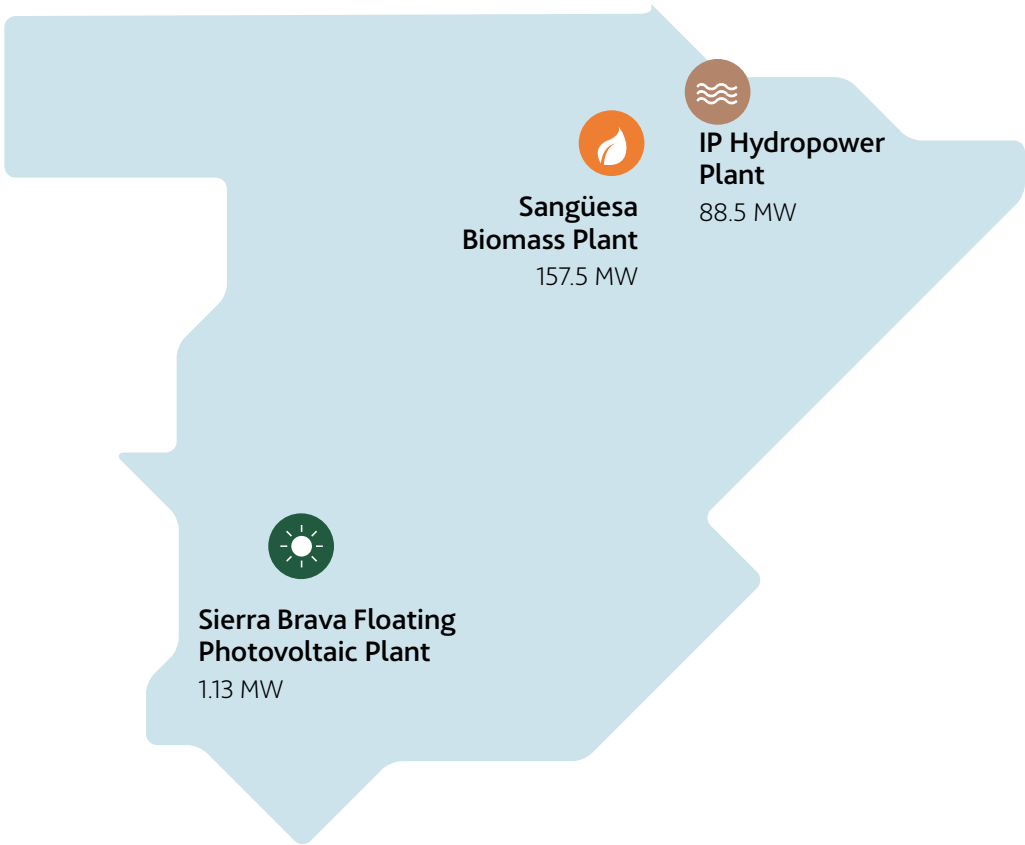 IP Hydropower
Plant
88.5 MW
Sangüesa
Biomass Plant
157.5 MW
Sierra Brava Floating
Photovoltaic Plant
1.13 MW